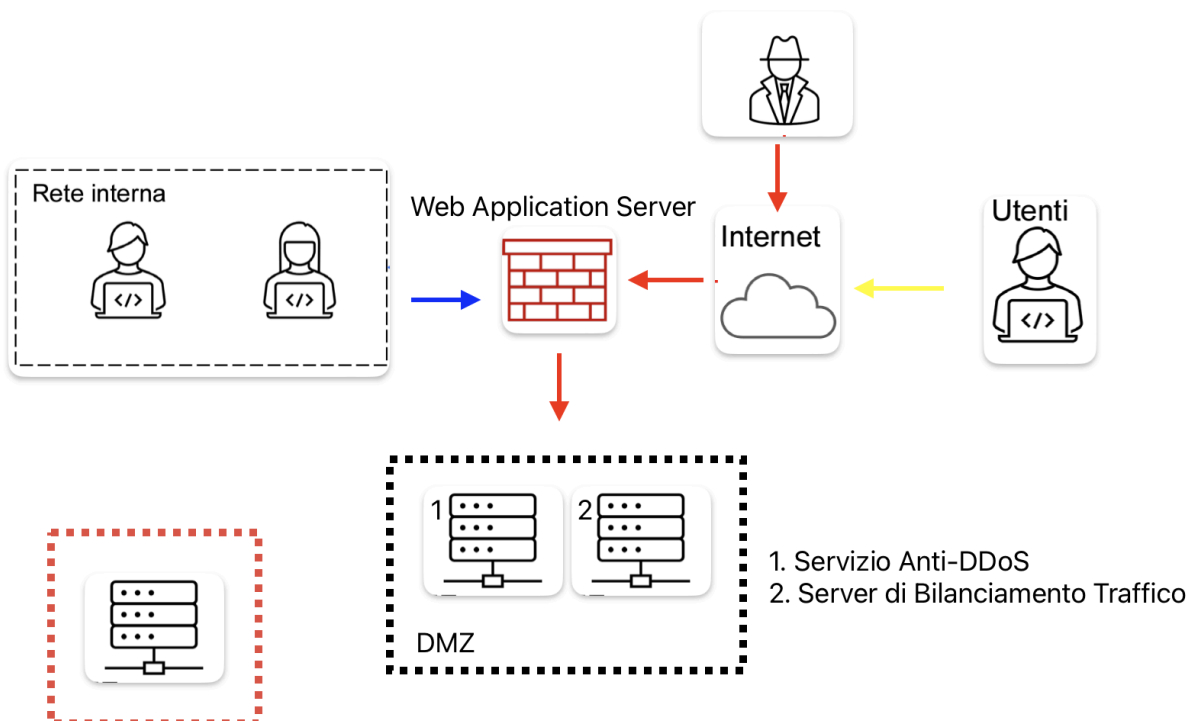 Rete interna
Web Application Server
Internet
Utenti
</>
</>
</>
1
2
1. Servizio Anti-DDoS
2. Server di Bilanciamento Traffico
DMZ